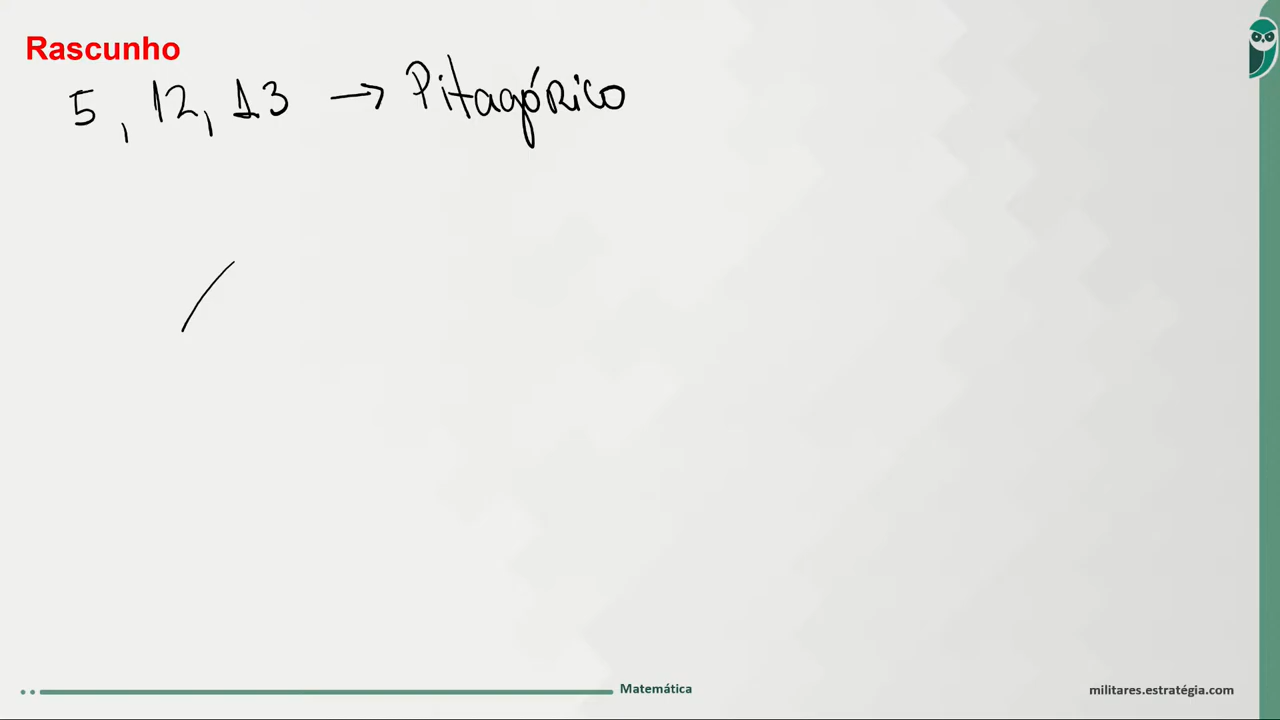 Rascunho
5, 12, 13 → Pitagórico
Matemática
militares.estratégia.com